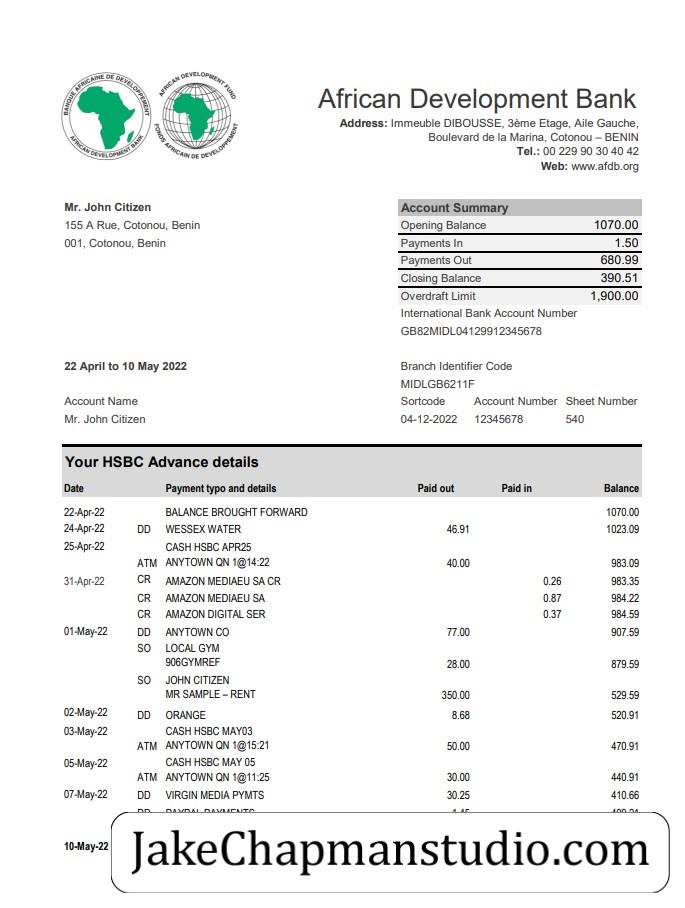 BANQUE AFRICAINE DE DEVELOPPEMENT
AFRICAN DEVELOPMENT BANK
AFRICAN DEVELOPMENT FUND
FONDS AFRICAIN DE DEVELOPPEMENT
African Development Bank
Address: Immeuble DIBOUSSE, 3ème Etage, Aile Gauche,
Boulevard de la Marina, Cotonou – BENIN
Tel.: 00 229 90 30 40 42
Web: www.afdb.org
Mr. John Citizen
155 A Rue, Cotonou, Benin
001, Cotonou, Benin
Account Summary
Opening Balance 1070.00
Payments In 1.50
Payments Out 680.99
Closing Balance 390.51
Overdraft Limit 1,900.00
International Bank Account Number
GB82MIDL04129912345678
22 April to 10 May 2022
Branch Identifier Code
MIDLGB6211F
Account Name
Mr. John Citizen
Sortcode Account Number Sheet Number
04-12-2022 12345678 540
Your HSBC Advance details
Date Payment typo and details Paid out Paid in Balance
22-Apr-22 BALANCE BROUGHT FORWARD 1070.00
24-Apr-22 DD WESSEX WATER 46.91 1023.09
25-Apr-22 CASH HSBC APR25
ATM ANYTOWN QN 1@14:22 40.00 983.09
31-Apr-22 CR AMAZON MEDIAEU SA CR 0.26 983.35
CR AMAZON MEDIAEU SA 0.87 984.22
CR AMAZON DIGITAL SER 0.37 984.59
01-May-22 DD ANYTOWN CO 77.00 907.59
SO LOCAL GYM
906GYMREF 28.00 879.59
SO JOHN CITIZEN
MR SAMPLE – RENT 350.00 529.59
02-May-22 DD ORANGE 8.68 520.91
03-May-22 CASH HSBC MAY03
ATM ANYTOWN QN 1@15:21 50.00 470.91
05-May-22 CASH HSBC MAY 05
ATM ANYTOWN QN 1@11:25 30.00 440.91
07-May-22 DD VIRGIN MEDIA PYMTS 30.25 410.66
10-May-22
JakeChapmanstudio.com